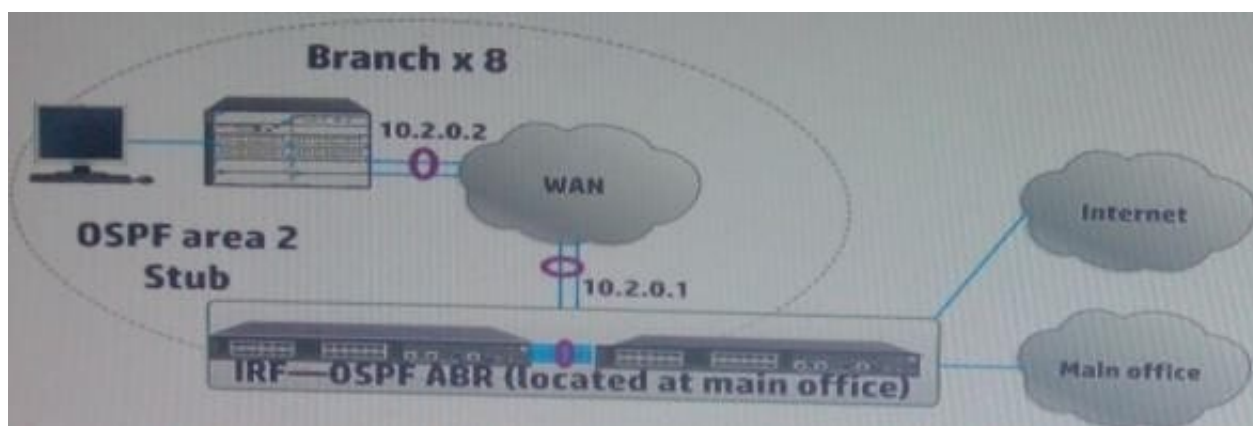 Branch x 8
10.2.0.2
WAN
OSPF area 2
Stub
10.2.0.1
Internet
IRF—OSPF ABR (located at main office)
Main office